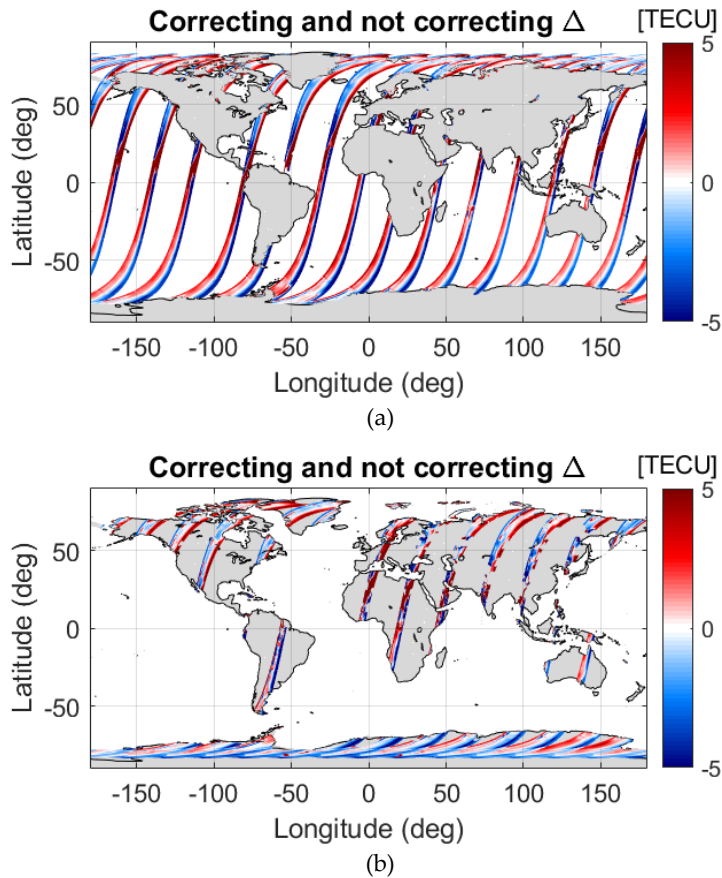 Correcting and not correcting Δ
[TECU]
5
50
0
-50
Latitude (deg)
0
-5
-150 -100 -50 0 50 100 150
Longitude (deg)
(a)
Correcting and not correcting Δ
[TECU]
5
50
0
-50
Latitude (deg)
0
-5
-150 -100 -50 0 50 100 150
Longitude (deg)
(b)